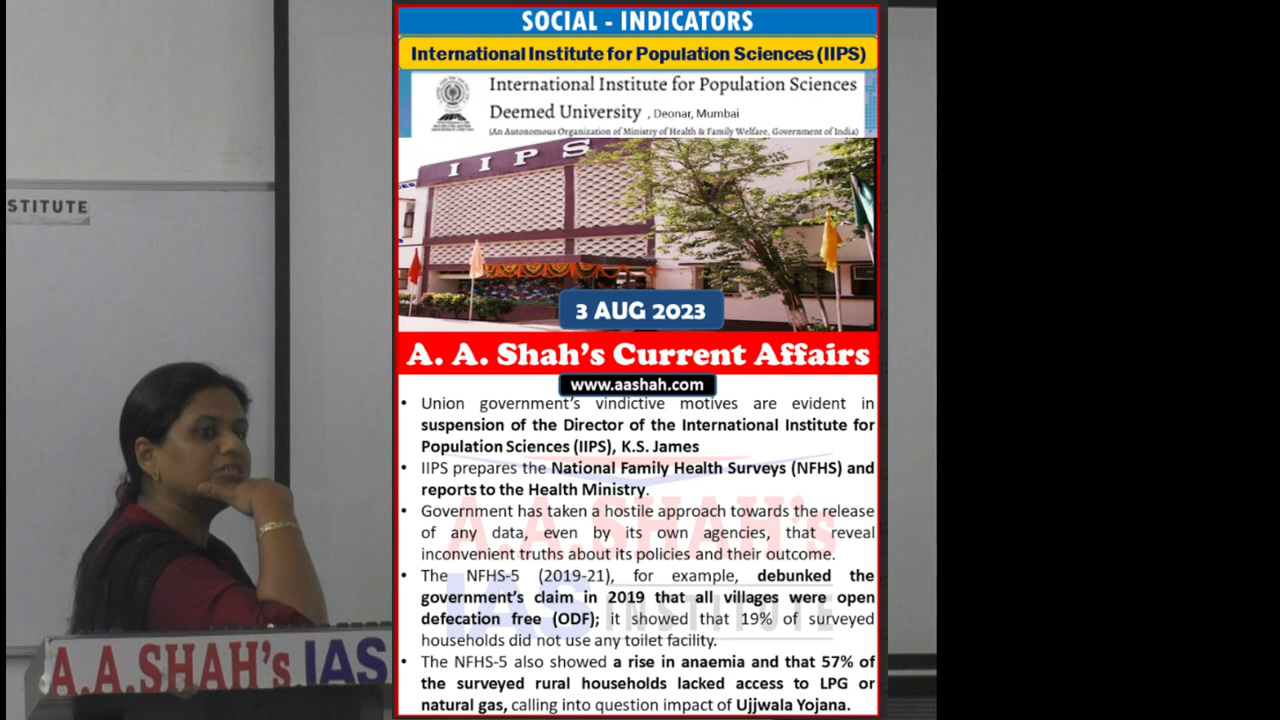 SOCIAL - INDICATORS
International Institute for Population Sciences (IIPS)
International Institute for Population Sciences
Deemed University , Deonar, Mumbai
(An Autonomous Organization of Ministry of Health & Family Welfare, Government of India)
I I P S
STITUTE
3 AUG 2023
A. A. Shah's Current Affairs
www.aashah.com
• Union government's vindictive motives are evident in
suspension of the Director of the International Institute for
Population Sciences (IIPS), K.S. James
• IIPS prepares the National Family Health Surveys (NFHS) and
reports to the Health Ministry.
• Government has taken a hostile approach towards the release
of any data, even by its own agencies, that reveal
inconvenient truths about its policies and their outcome.
• The NFHS-5 (2019-21), for example, debunked the
government's claim in 2019 that all villages were open
defecation free (ODF); it showed that 19% of surveyed
households did not use any toilet facility.
• The NFHS-5 also showed a rise in anaemia and that 57% of
the surveyed rural households lacked access to LPG or
natural gas, calling into question impact of Ujjwala Yojana.
A.A.SHAH's
IAS INSTITUTE
A.A.SHAH's IAS